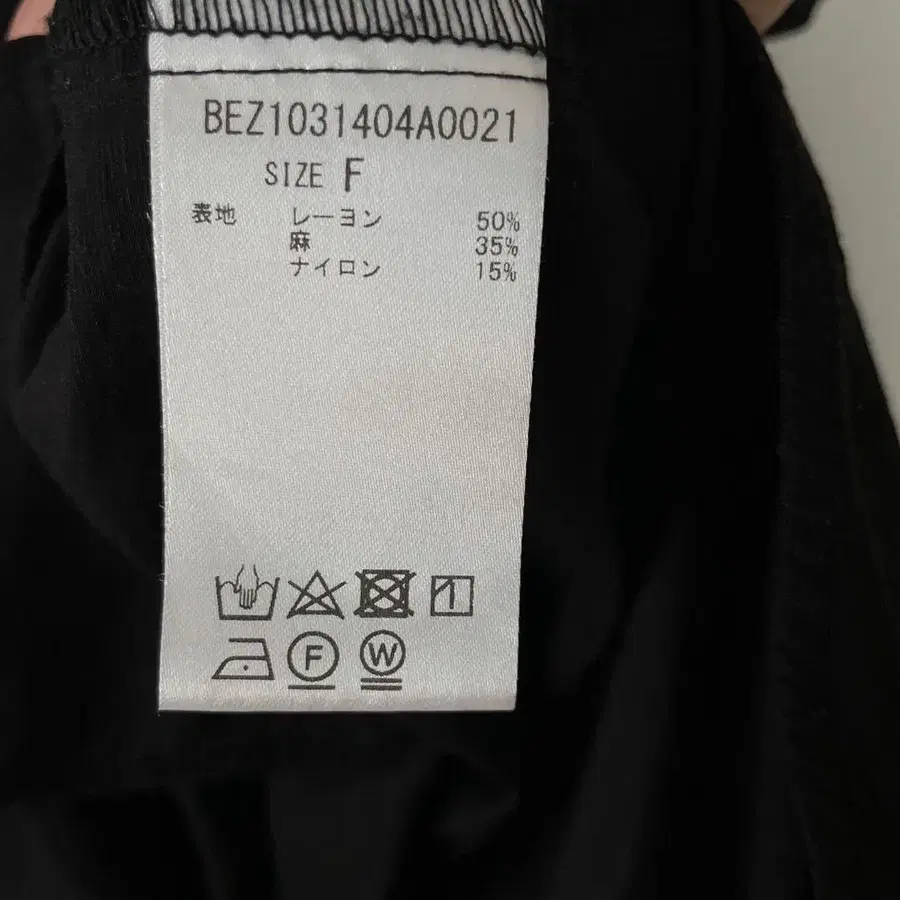 BEZ1031404A0021
SIZE F
表地 レーヨン 50%
麻 35%
ナイロン 15%
F W